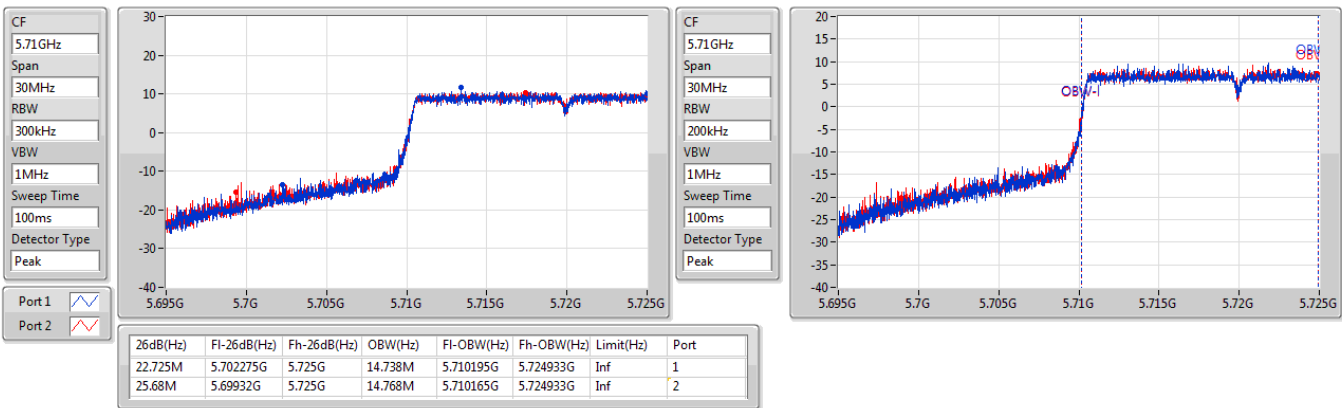 CF
5.71GHz
Span
30MHz
RBW
300kHz
VBW
1MHz
Sweep Time
100ms
Detector Type
Peak
Port 1
Port 2
30
20
10
0
-10
-20
-30
-40
5.695G 5.7G 5.705G 5.71G 5.715G 5.72G 5.725G
CF
5.71GHz
Span
30MHz
RBW
200kHz
VBW
1MHz
Sweep Time
100ms
Detector Type
Peak
20
15
10
5
0
-5
-10
-15
-20
-25
-30
-35
-40
OBW-l
5.695G 5.7G 5.705G 5.71G 5.715G 5.72G 5.725G
26dB(Hz) Fl-26dB(Hz) Fh-26dB(Hz) OBW(Hz) Fl-OBW(Hz) Fh-OBW(Hz) Limit(Hz) Port
22.725M 5.702275G 5.725G 14.738M 5.710195G 5.724933G Inf 1
25.68M 5.69932G 5.725G 14.768M 5.710165G 5.724933G Inf 2